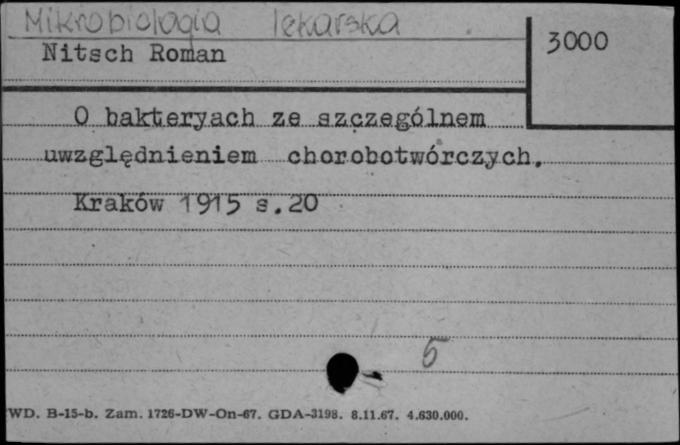 Mikrobiologia lekarska
Nitsch Roman
3000
O bakteryach ze szczególnem
uwzględnieniem chorobotwórczych.
Kraków 1915 s.20
5
WD. B-15-b. Zam. 1726-DW-On-67. GDA-3198. 8.11.67. 4.630.000.